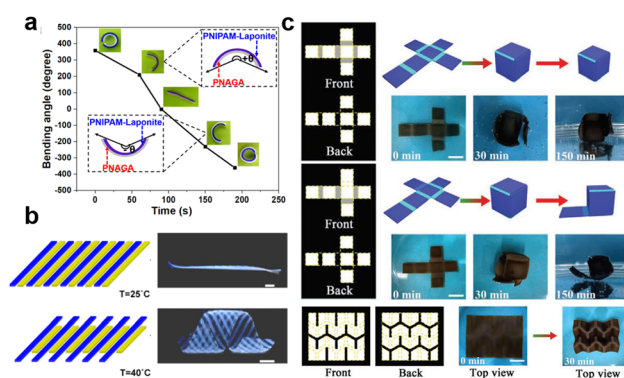 a
400
300
200
100
0
-100
-200
-300
-400
-500
Bending angle (degree)
0
50
100
150
200
250
Time (s)
PNIPAM-Laponite
+θ
PNAGA
PNIPAM-Laponite
-θ
PNAGA
b
T=25°C
T=40°C
c
Front
Back
0 min
30 min
150 min
Front
Back
0 min
30 min
150 min
Front
Back
0 min
Top view
30 min
Top view